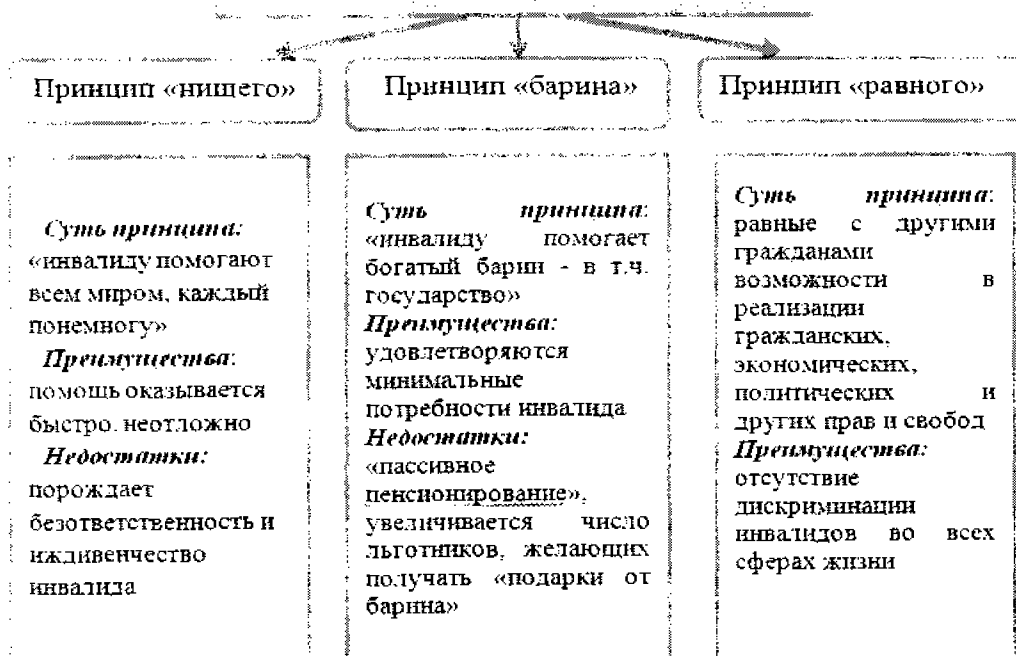 Принцип «нищего»
Принцип «барина»
Принцип «равного»
Суть принципа:
«инвалиду помогают
всем миром, каждый
понемногу»
Преимущества:
помощь оказывается
быстро, неотложно
Недостатки:
порождает
безответственность и
иждивенчество
инвалида
Суть принципа:
«инвалиду помогает
богатый барин - в т.ч.
государство»
Преимущества:
удовлетворяются
минимальные
потребности инвалида
Недостатки:
«пассивное
пенсионирование»,
увеличивается число
льготников, желающих
получать «подарки от
барина»
Суть принципа:
равные с другими
гражданами
возможности в
реализации
гражданских,
экономических,
политических и
других прав и свобод
Преимущества:
отсутствие
дискриминации
инвалидов во всех
сферах жизни